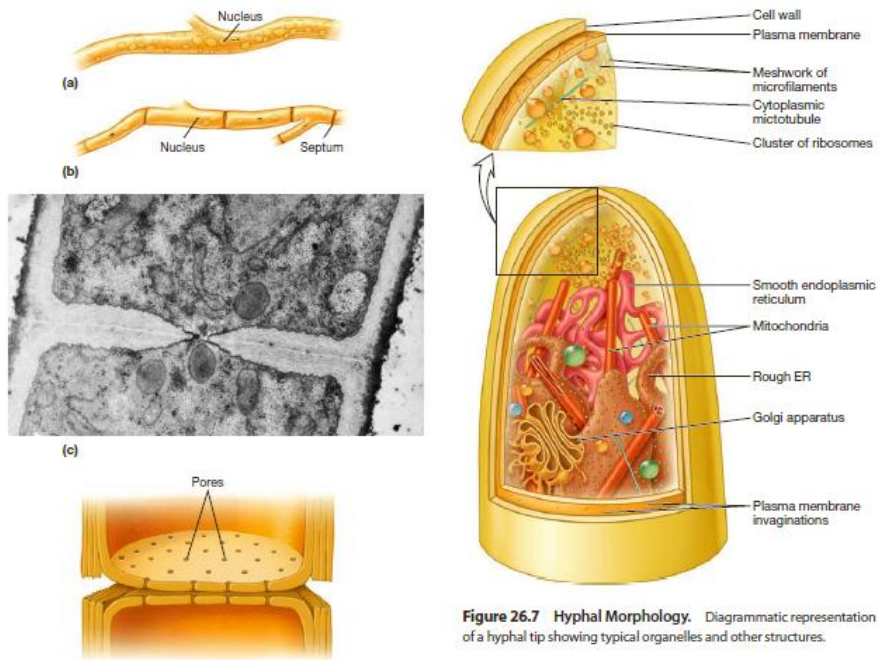 Nucleus
(a)
Nucleus
Septum
(b)
(c)
Pores
Cell wall
Plasma membrane
Meshwork of
microfilaments
Cytoplasmic
mictotubule
Cluster of ribosomes
Smooth endoplasmic
reticulum
Mitochondria
Rough ER
Golgi apparatus
Plasma membrane
invaginations
Figure 26.7 Hyphal Morphology. Diagrammatic representation
of a hyphal tip showing typical organelles and other structures.